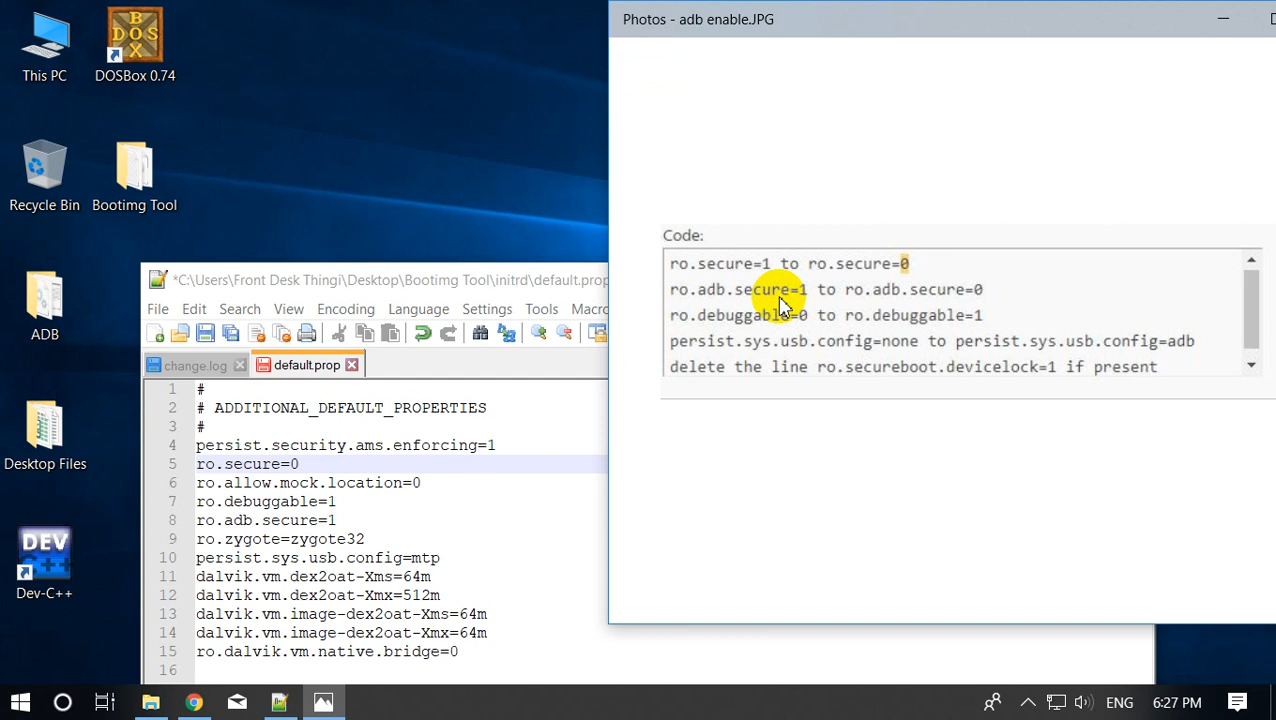 This PC
DOS
BOX
DOSBox 0.74
Recycle Bin
Bootimg Tool
ADB
Desktop Files
DEV
C++
Dev-C++
Photos - adb enable.JPG
Code:
ro.secure=1 to ro.secure=0
ro.adb.secure=1 to ro.adb.secure=0
ro.debuggable=0 to ro.debuggable=1
persist.sys.usb.config=none to persist.sys.usb.config=adb
delete the line ro.secureboot.devicelock=1 if present
*C:\Users\Front Desk Thingi\Desktop\Bootimg Tool\initrd\default.prop
File Edit Search View Encoding Language Settings Tools Macro
change.log default.prop
1 #
2 # ADDITIONAL_DEFAULT_PROPERTIES
3 #
4 persist.security.ams.enforcing=1
5 ro.secure=0
6 ro.allow.mock.location=0
7 ro.debuggable=1
8 ro.adb.secure=1
9 ro.zygote=zygote32
10 persist.sys.usb.config=mtp
11 dalvik.vm.dex2oat-Xms=64m
12 dalvik.vm.dex2oat-Xmx=512m
13 dalvik.vm.image-dex2oat-Xms=64m
14 dalvik.vm.image-dex2oat-Xmx=64m
15 ro.dalvik.vm.native.bridge=0
16
ENG 6:27 PM